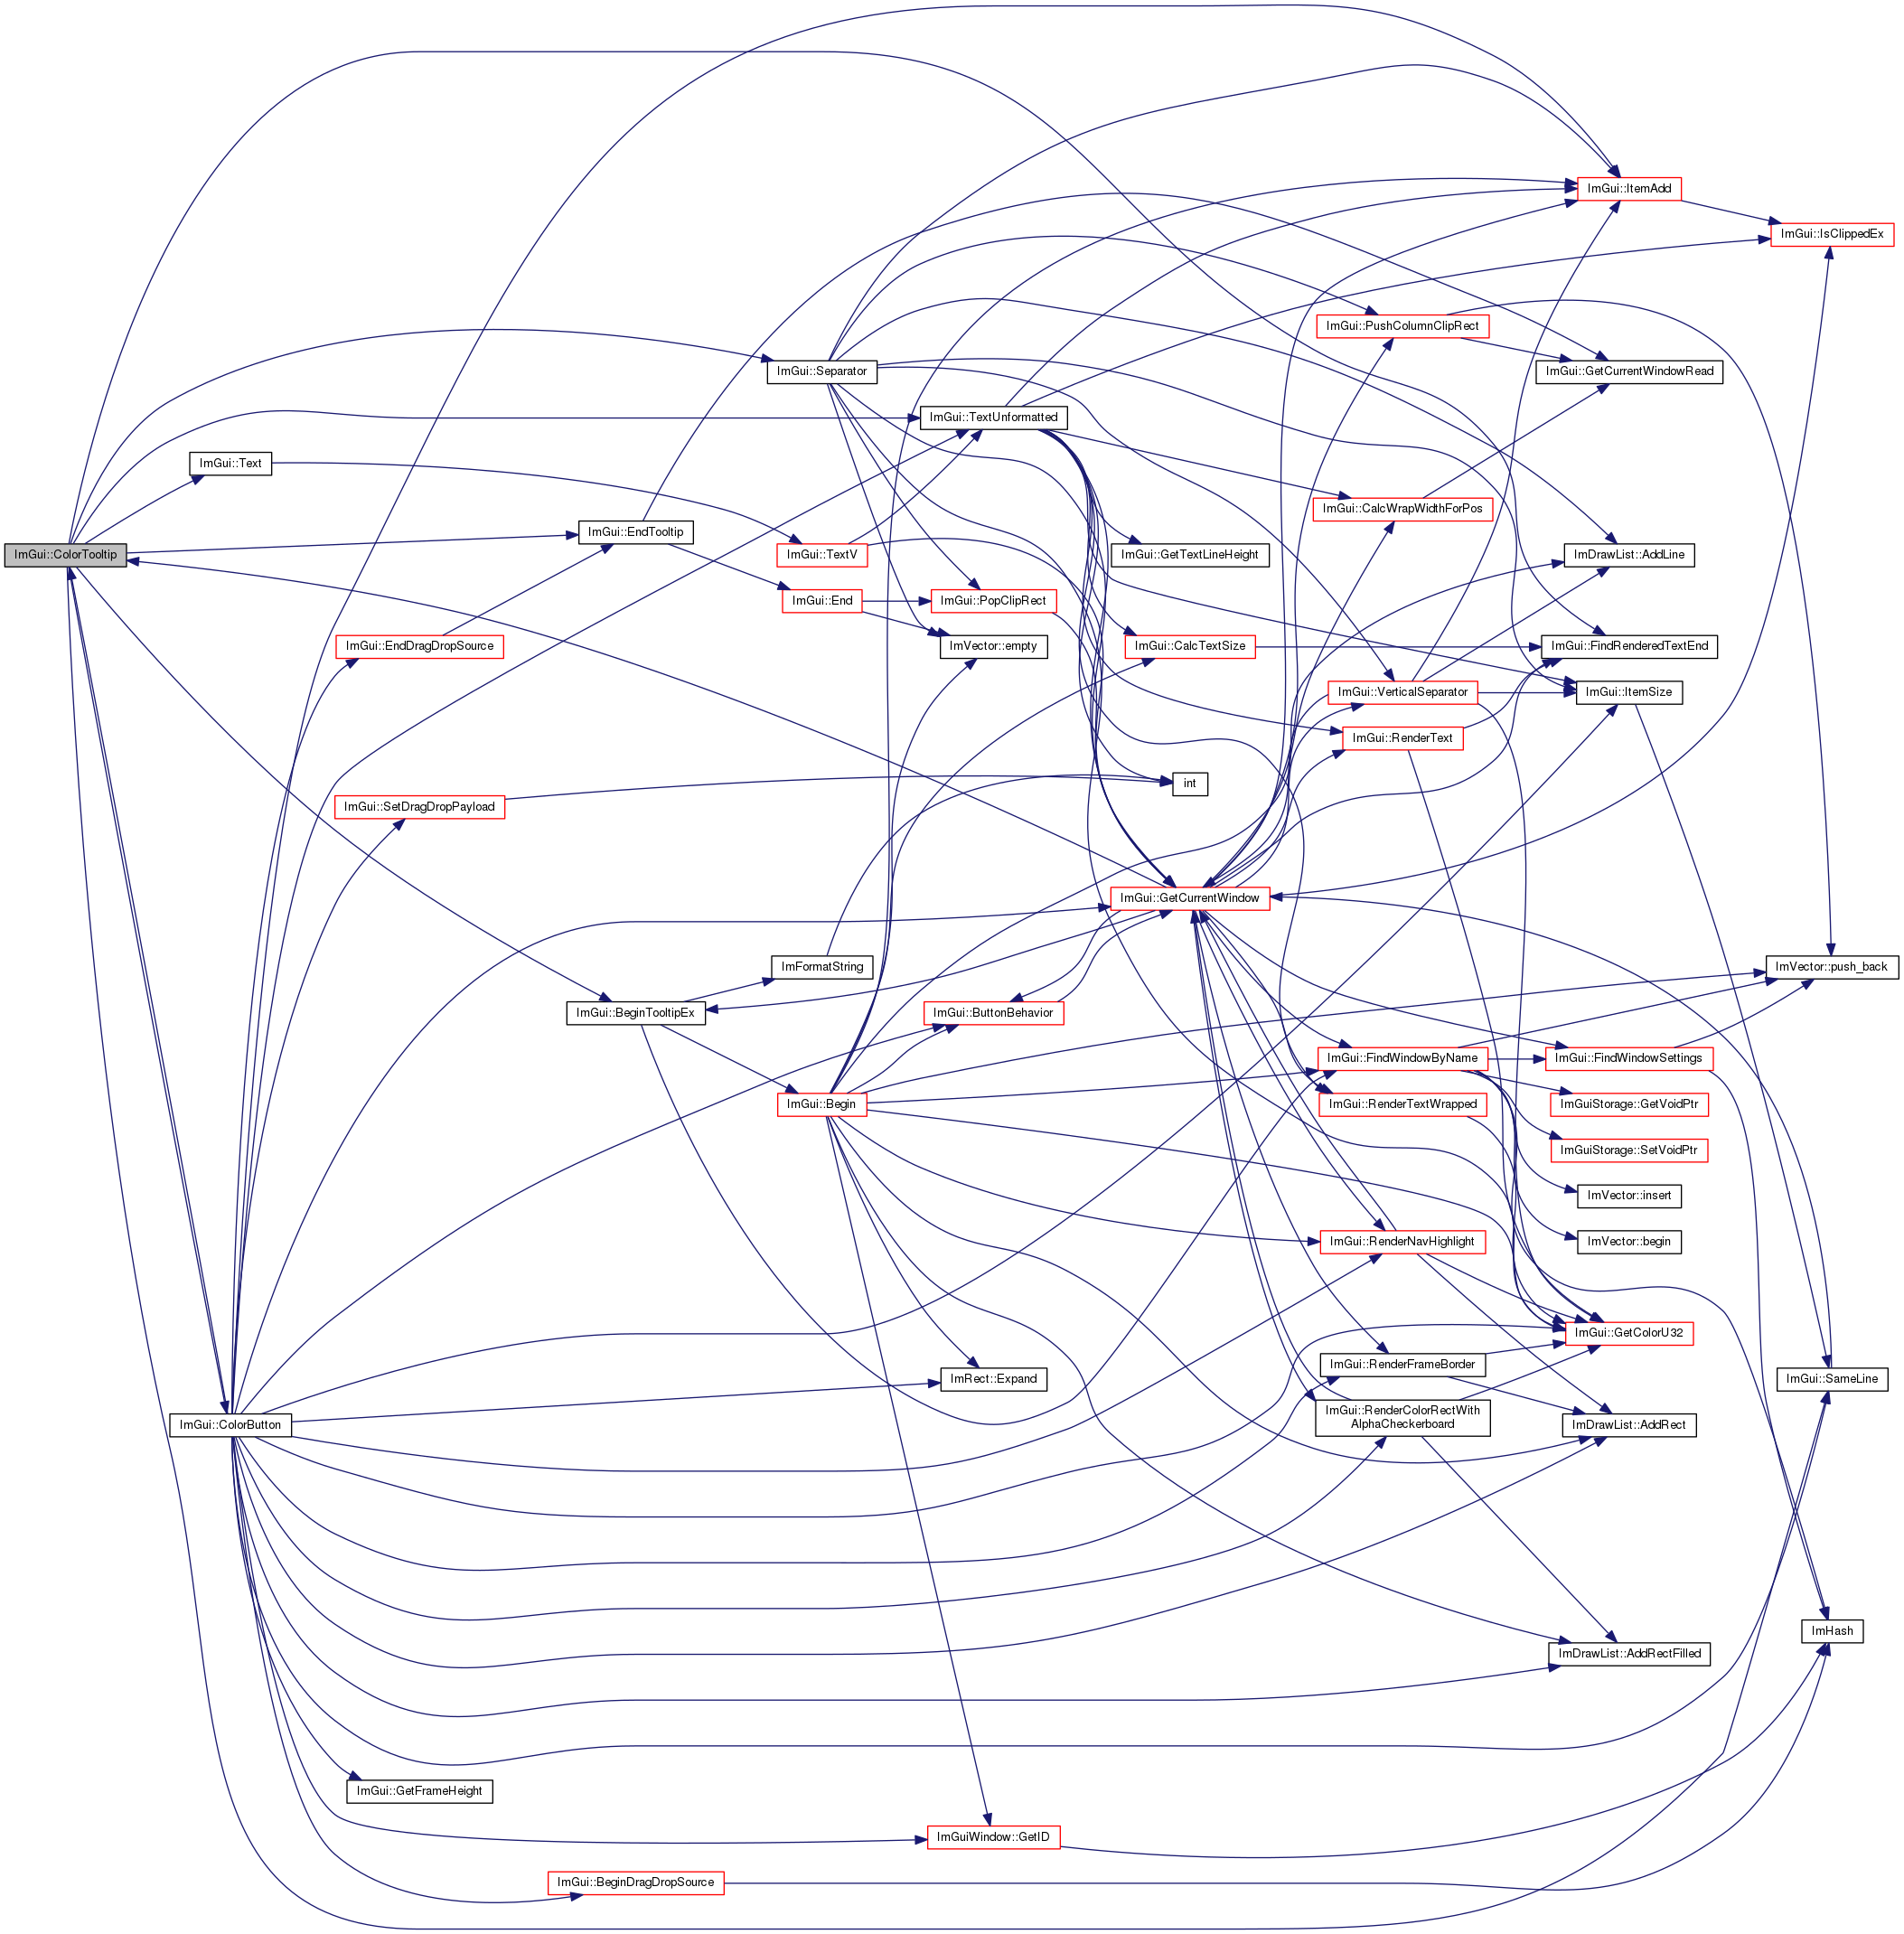 ImGui::ItemAdd
ImGui::IsClippedEx
ImGui::PushColumnClipRect
ImGui::Separator
ImGui::GetCurrentWindowRead
ImGui::TextUnformatted
ImGui::Text
ImGui::CalcWrapWidthForPos
ImGui::EndTooltip
ImGui::ColorTooltip
ImGui::TextV
ImGui::GetTextLineHeight
ImDrawList::AddLine
ImGui::End
ImGui::PopClipRect
ImGui::EndDragDropSource
ImVector::empty
ImGui::CalcTextSize
ImGui::FindRenderedTextEnd
ImGui::VerticalSeparator
ImGui::ItemSize
ImGui::RenderText
int
ImGui::SetDragDropPayload
ImGui::GetCurrentWindow
ImFormatString
ImVector::push_back
ImGui::BeginTooltipEx
ImGui::ButtonBehavior
ImGui::FindWindowByName
ImGui::FindWindowSettings
ImGui::Begin
ImGui::RenderTextWrapped
ImGuiStorage::GetVoidPtr
ImGuiStorage::SetVoidPtr
ImVector::insert
ImGui::RenderNavHighlight
ImVector::begin
ImGui::GetColorU32
ImGui::RenderFrameBorder
ImRect::Expand
ImGui::SameLine
ImGui::ColorButton
ImGui::RenderColorRectWith
AlphaCheckerboard
ImDrawList::AddRect
ImHash
ImDrawList::AddRectFilled
ImGui::GetFrameHeight
ImGuiWindow::GetID
ImGui::BeginDragDropSource